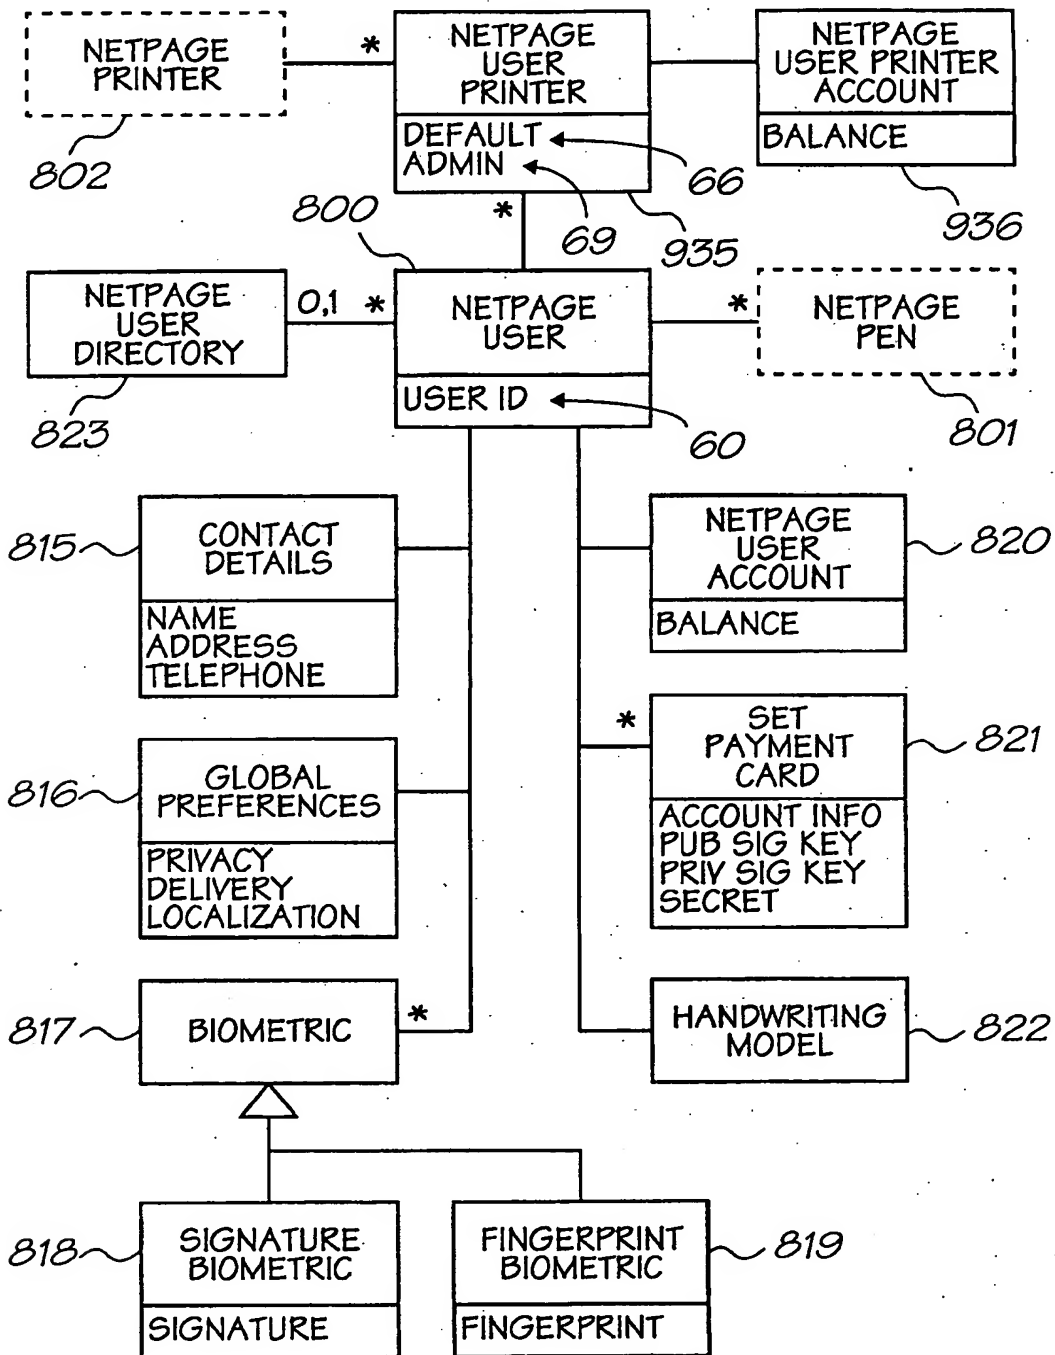 NETPAGE
PRINTER
802
*
NETPAGE
USER
PRINTER
DEFAULT
ADMIN
66
69
935
NETPAGE
USER PRINTER
ACCOUNT
BALANCE
936
*
800
NETPAGE
USER
DIRECTORY
823
0,1 *
NETPAGE
USER
USER ID
60
*
NETPAGE
PEN
801
815
CONTACT
DETAILS
NAME
ADDRESS
TELEPHONE
NETPAGE
USER
ACCOUNT
BALANCE
820
816
GLOBAL
PREFERENCES
PRIVACY
DELIVERY
LOCALIZATION
*
SET
PAYMENT
CARD
ACCOUNT INFO
PUB SIG KEY
PRIV SIG KEY
SECRET
821
817
BIOMETRIC
*
HANDWRITING
MODEL
822
818
SIGNATURE
BIOMETRIC
SIGNATURE
FINGERPRINT
BIOMETRIC
FINGERPRINT
819